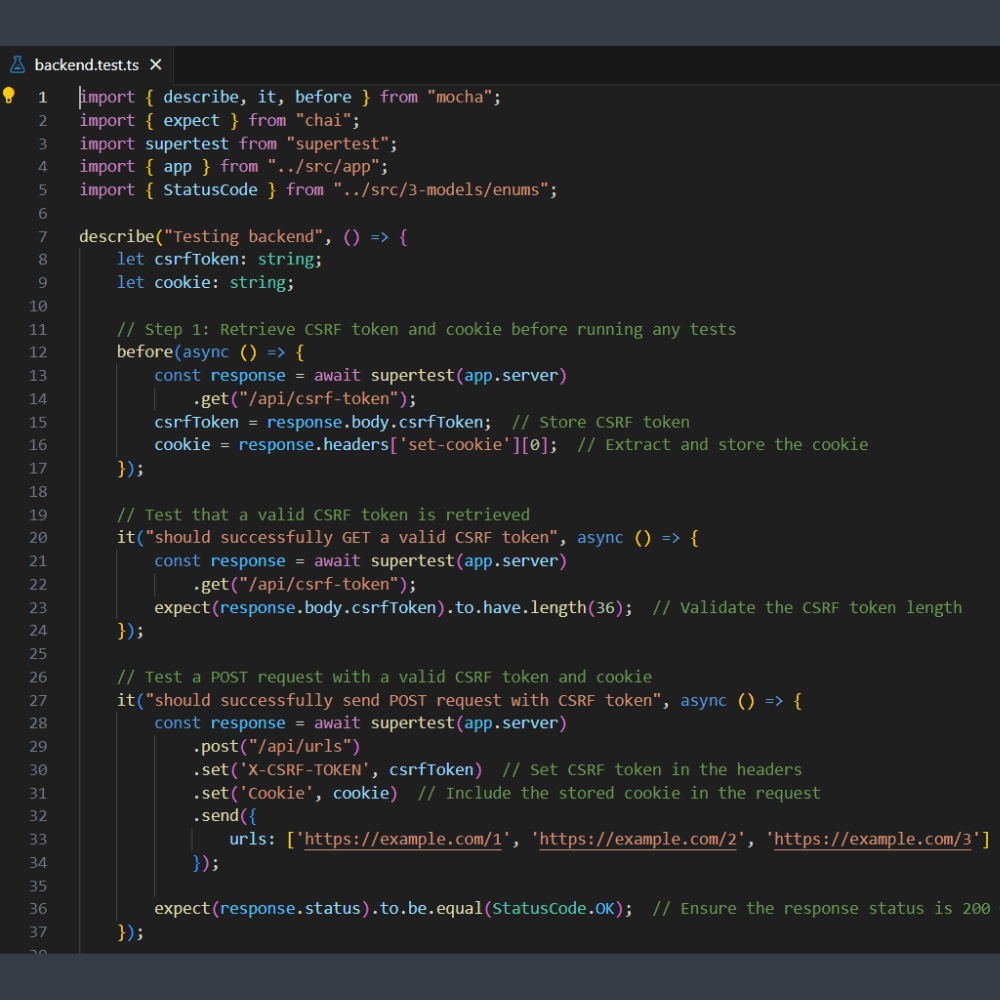 backend.test.ts
1 import { describe, it, before } from "mocha";
2 import { expect } from "chai";
3 import supertest from "supertest";
4 import { app } from "../src/app";
5 import { StatusCode } from "../src/3-models/enums";
6
7 describe("Testing backend", () => {
8     let csrfToken: string;
9     let cookie: string;
10
11     // Step 1: Retrieve CSRF token and cookie before running any tests
12     before(async () => {
13         const response = await supertest(app.server)
14             .get("/api/csrf-token");
15         csrfToken = response.body.csrfToken;  // Store CSRF token
16         cookie = response.headers['set-cookie'][0];  // Extract and store the cookie
17     });
18
19     // Test that a valid CSRF token is retrieved
20     it("should successfully GET a valid CSRF token", async () => {
21         const response = await supertest(app.server)
22             .get("/api/csrf-token");
23         expect(response.body.csrfToken).to.have.length(36);  // Validate the CSRF token length
24     });
25
26     // Test a POST request with a valid CSRF token and cookie
27     it("should successfully send POST request with CSRF token", async () => {
28         const response = await supertest(app.server)
29             .post("/api/urls")
30             .set('X-CSRF-TOKEN', csrfToken)  // Set CSRF token in the headers
31             .set('Cookie', cookie)  // Include the stored cookie in the request
32             .send({
33                 urls: ['https://example.com/1', 'https://example.com/2', 'https://example.com/3']
34             });
35
36         expect(response.status).to.be.equal(StatusCode.OK);  // Ensure the response status is 200
37     });